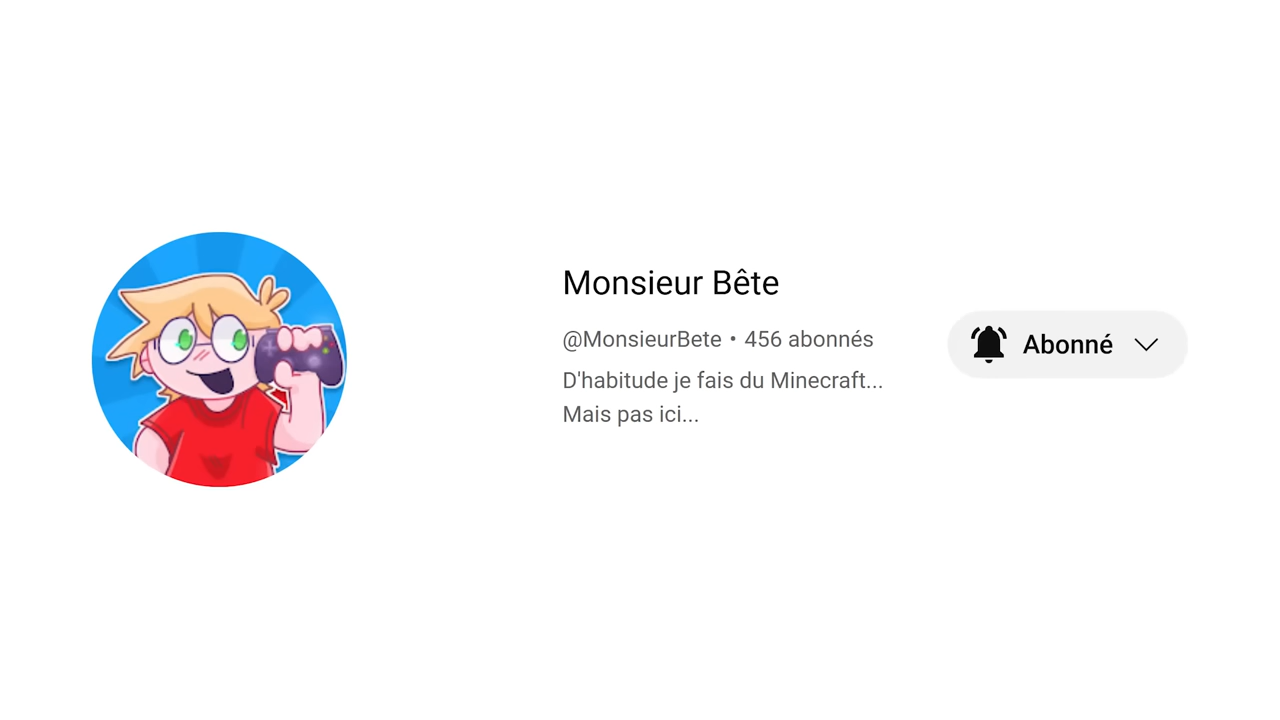 Monsieur Bête
@MonsieurBete • 456 abonnés
Abonné
D'habitude je fais du Minecraft...
Mais pas ici...